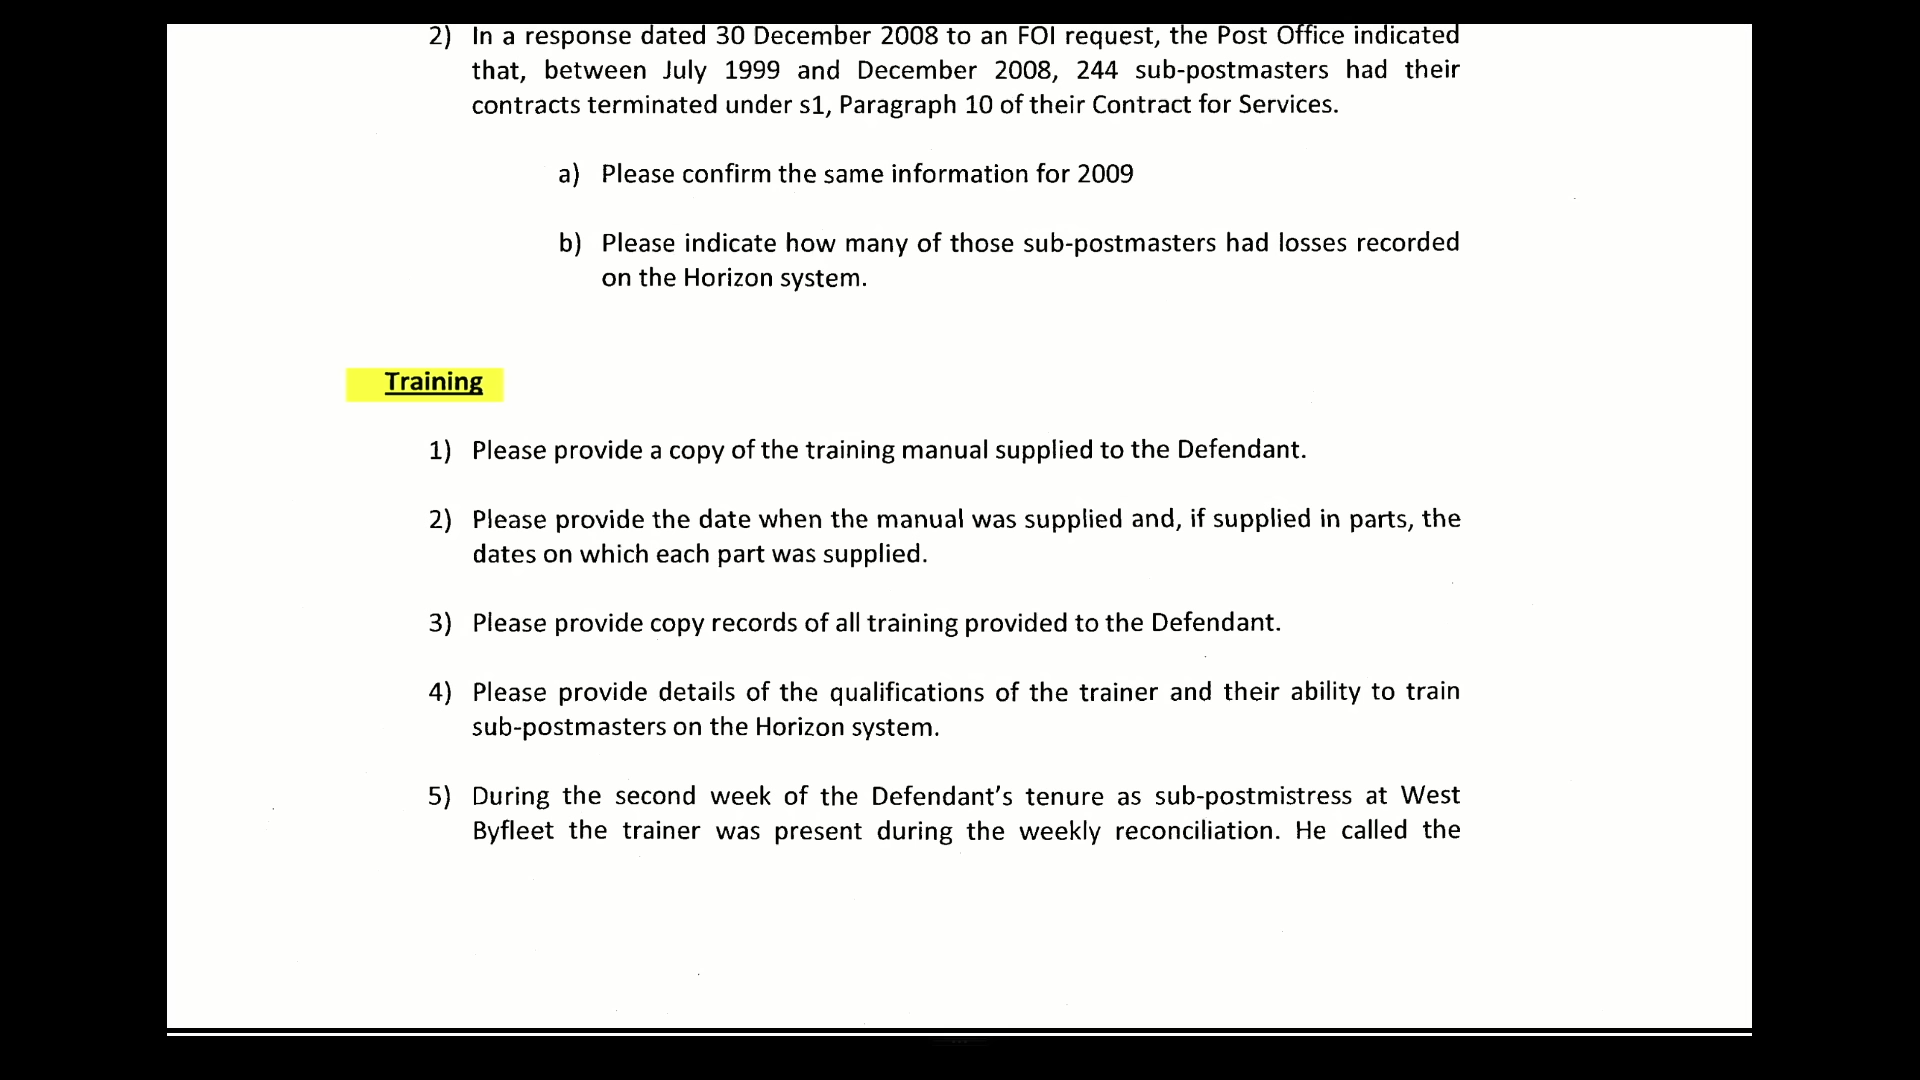 2) In a response dated 30 December 2008 to an FOI request, the Post Office indicated
that, between July 1999 and December 2008, 244 sub-postmasters had their
contracts terminated under s1, Paragraph 10 of their Contract for Services.
a) Please confirm the same information for 2009
b) Please indicate how many of those sub-postmasters had losses recorded
on the Horizon system.
Training
1) Please provide a copy of the training manual supplied to the Defendant.
2) Please provide the date when the manual was supplied and, if supplied in parts, the
dates on which each part was supplied.
3) Please provide copy records of all training provided to the Defendant.
4) Please provide details of the qualifications of the trainer and their ability to train
sub-postmasters on the Horizon system.
5) During the second week of the Defendant's tenure as sub-postmistress at West
Byfleet the trainer was present during the weekly reconciliation. He called the